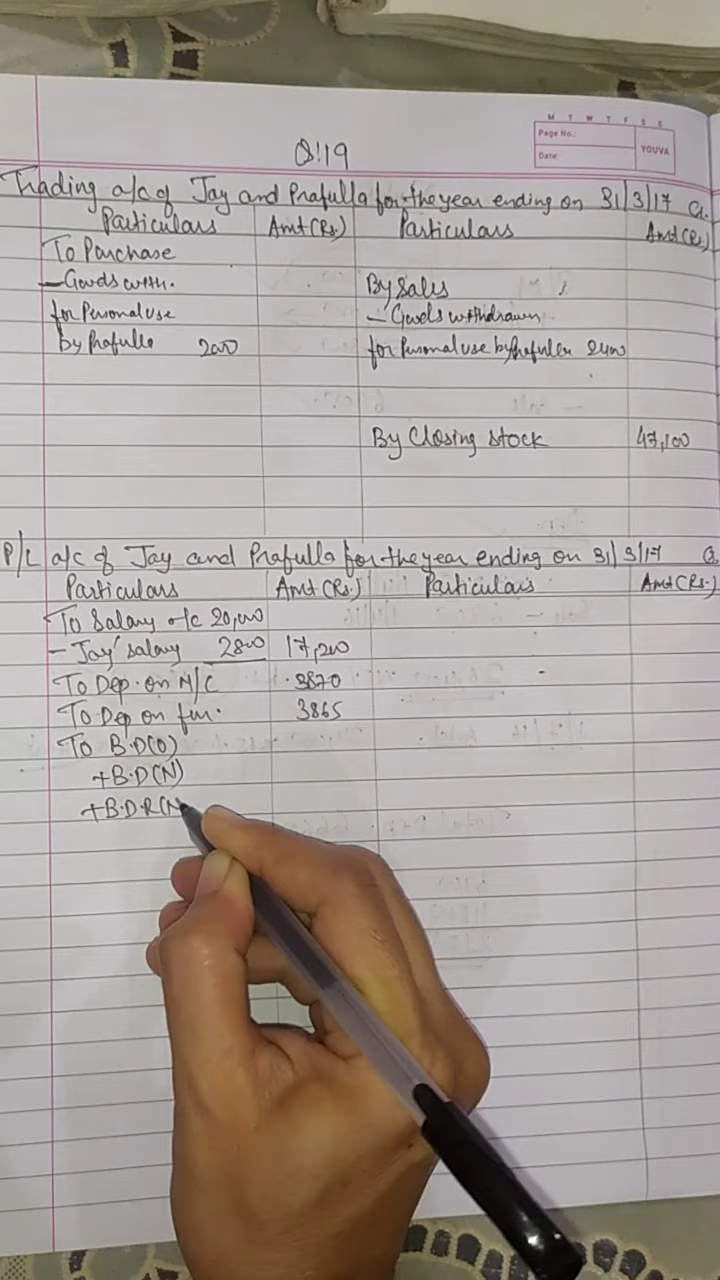 M T W T F S S
Page No.:
Date:
YOUVA
Q:19
Trading a/c of Jay and Prafulla for the year ending on 31/3/17 Cr.
Particulars Amt(Rs.) Particulars Amt(Rs)
To Purchase
- Goods with. By Sales
for Personal use - Goods withdrawn
by Prafulla 2000 for Personal use by Prafulla 2400
By Closing stock 47,100
P/L a/c of Jay and Prafulla for the year ending on 31/3/17 Cr.
Particulars Amt(Rs.) Particulars Amt(Rs.)
To Salary a/c 20,000
- Jay' salary 2800 17,200
To Dep. on M/C 3870
To Dep on fur. 3865
To B.D(O)
+B.D(N)
+B.D.R(N